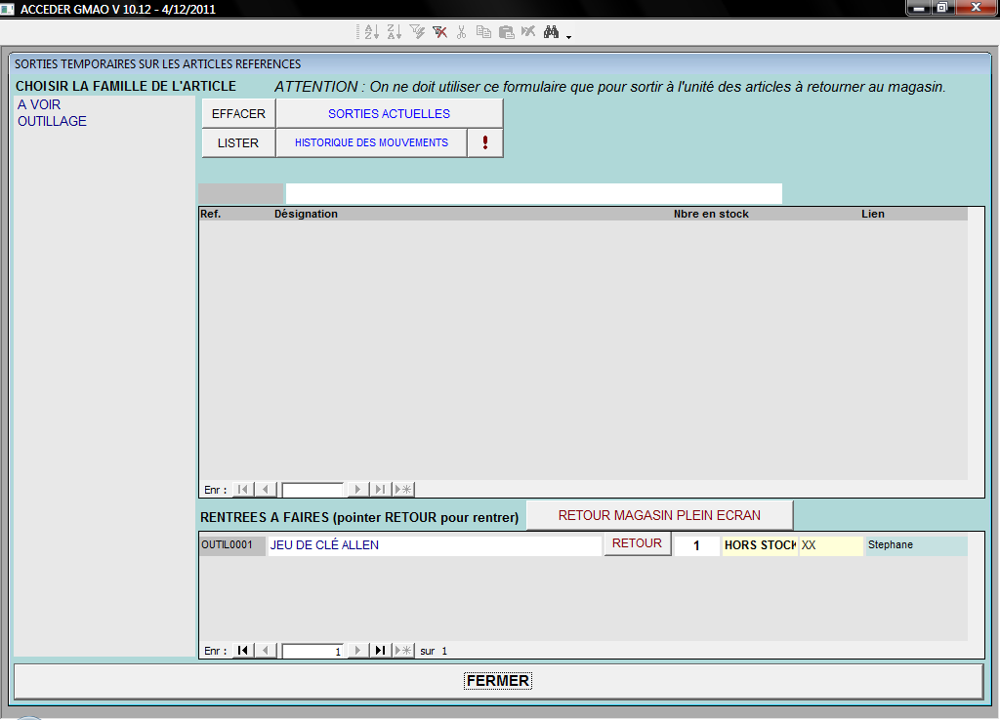 ACCEDER GMAO V 10.12 - 4/12/2011
SORTIES TEMPORAIRES SUR LES ARTICLES REFERENCES
CHOISIR LA FAMILLE DE L'ARTICLE
ATTENTION : On ne doit utiliser ce formulaire que pour sortir à l'unité des articles à retourner au magasin.
A VOIR
OUTILLAGE
EFFACER SORTIES ACTUELLES
LISTER HISTORIQUE DES MOUVEMENTS !
Ref. Désignation Nbre en stock Lien
Enr :
RENTREES A FAIRES (pointer RETOUR pour rentrer) RETOUR MAGASIN PLEIN ECRAN
OUTIL0001 JEU DE CLÉ ALLEN RETOUR 1 HORS STOCK XX Stephane
Enr : 1 sur 1
FERMER